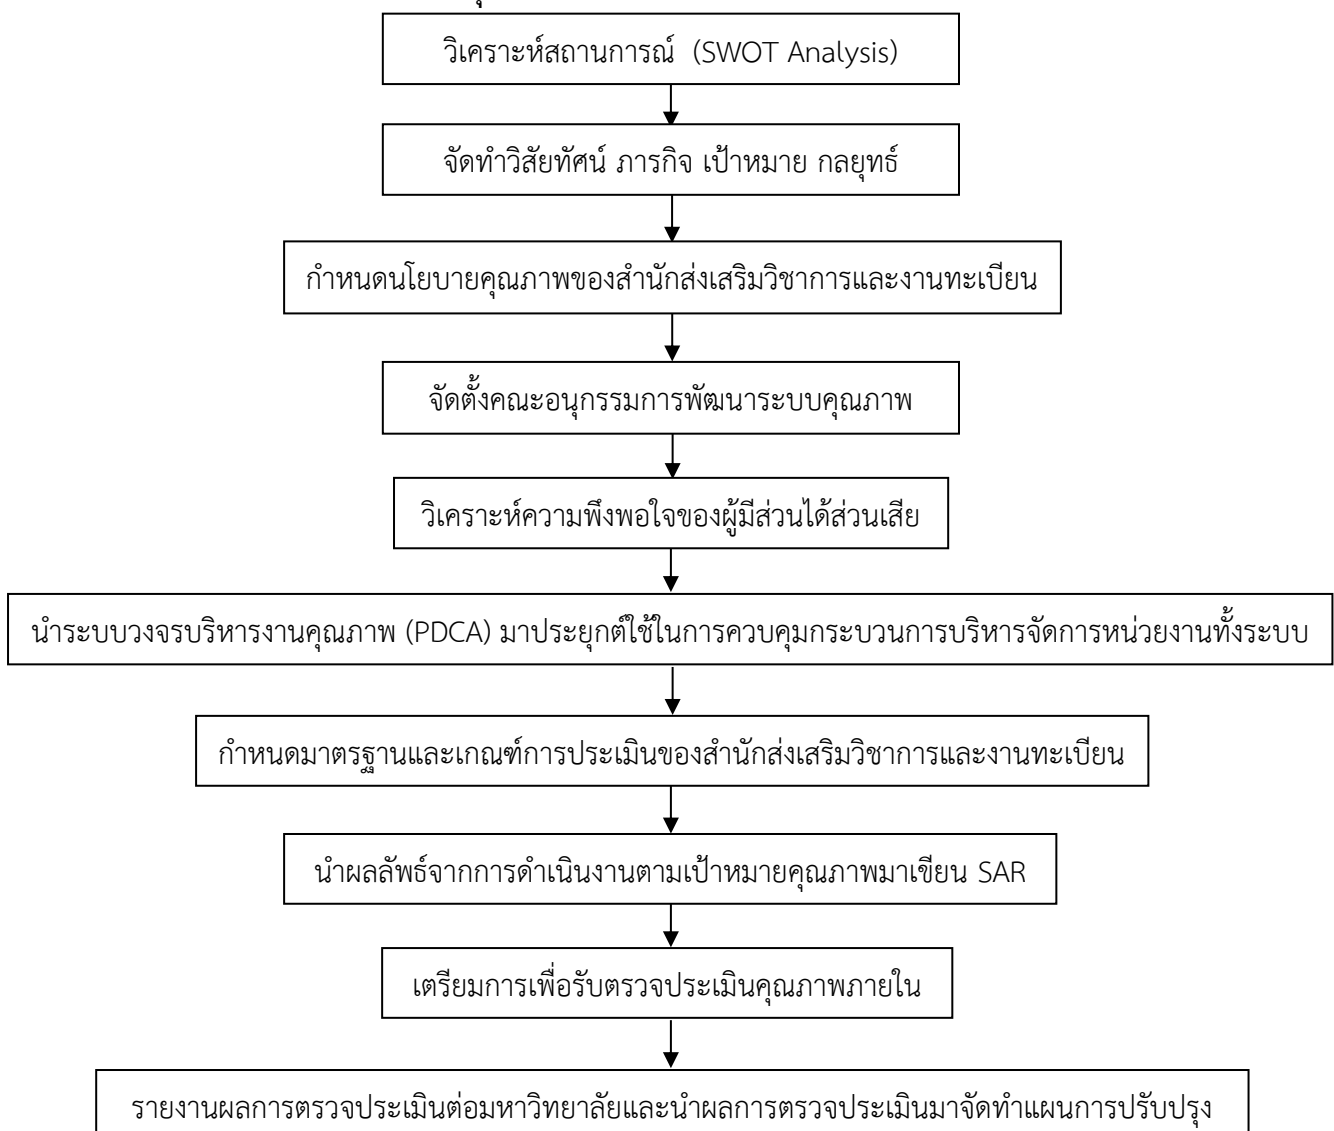 วิเคราะห์สถานการณ์ (SWOT Analysis)
จัดทำวิสัยทัศน์ ภารกิจ เป้าหมาย กลยุทธ์
กำหนดนโยบายคุณภาพของสำนักส่งเสริมวิชาการและงานทะเบียน
จัดตั้งคณะอนุกรรมการพัฒนาระบบคุณภาพ
วิเคราะห์ความพึงพอใจของผู้มีส่วนได้ส่วนเสีย
นำระบบวงจรบริหารงานคุณภาพ (PDCA) มาประยุกต์ใช้ในการควบคุมกระบวนการบริหารจัดการหน่วยงานทั้งระบบ
กำหนดมาตรฐานและเกณฑ์การประเมินของสำนักส่งเสริมวิชาการและงานทะเบียน
นำผลลัพธ์จากการดำเนินงานตามเป้าหมายคุณภาพมาเขียน SAR
เตรียมการเพื่อรับตรวจประเมินคุณภาพภายใน
รายงานผลการตรวจประเมินต่อมหาวิทยาลัยและนำผลการตรวจประเมินมาจัดทำแผนการปรับปรุง